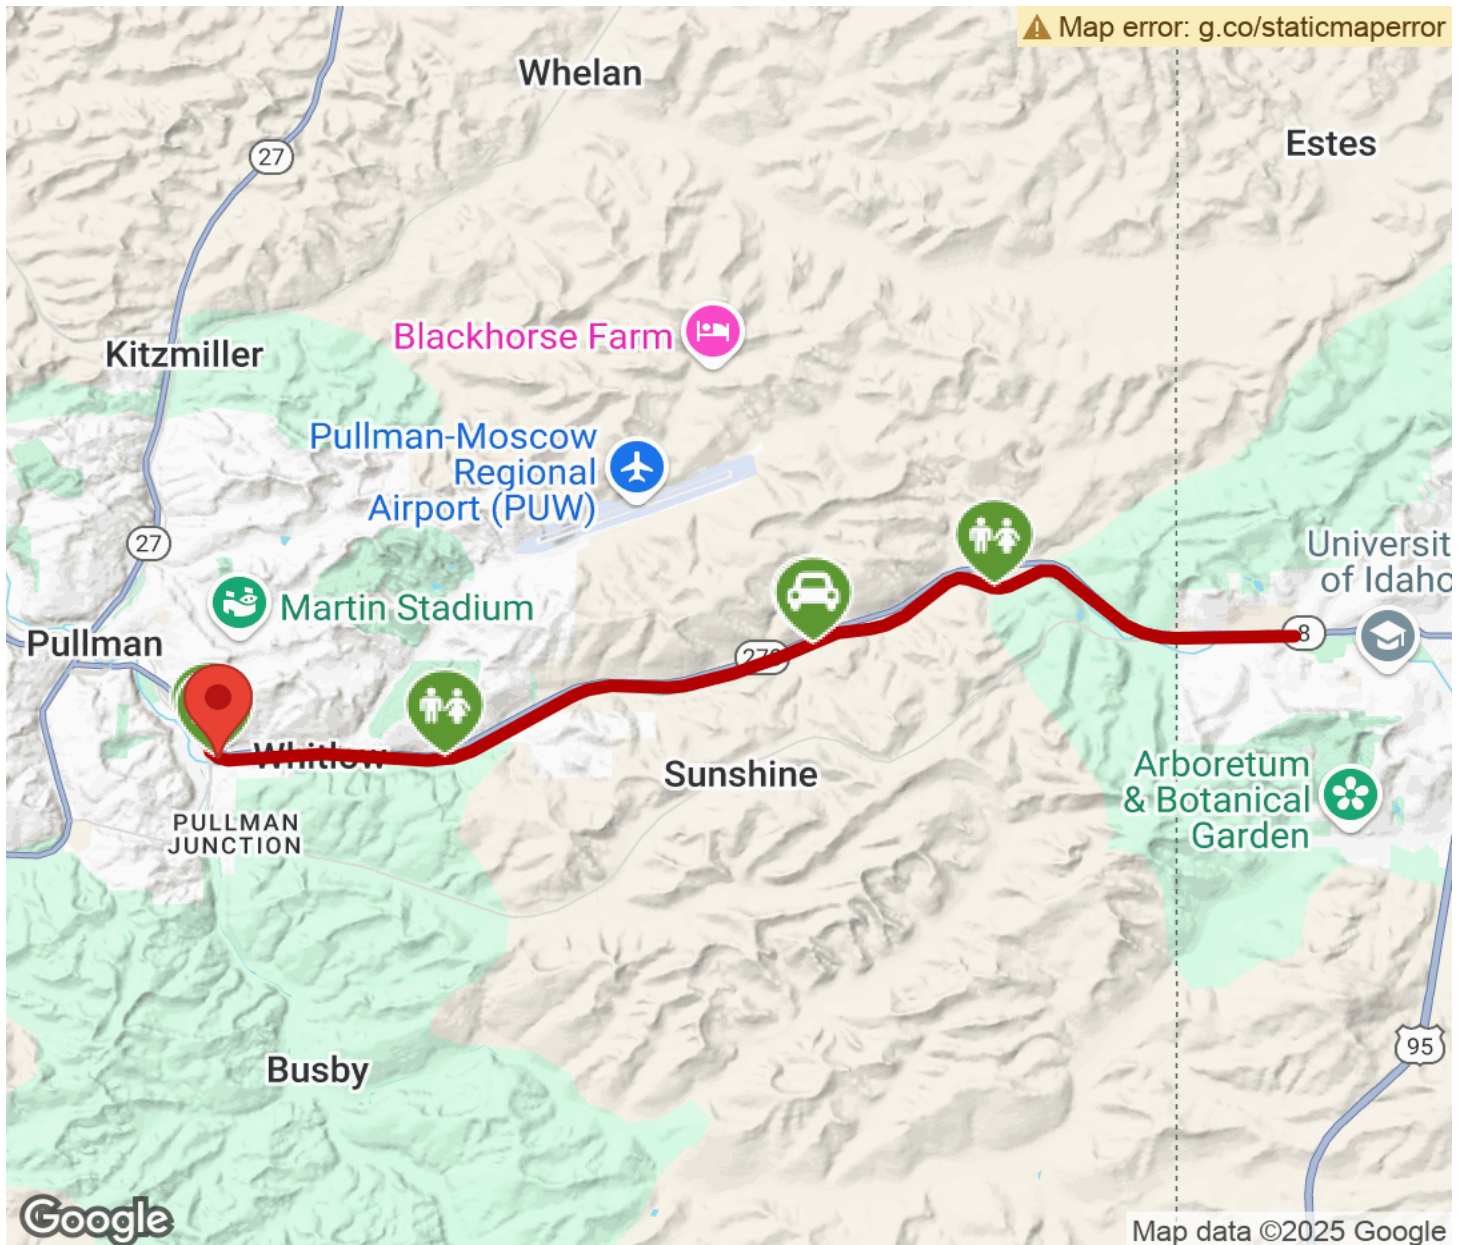 Map error: g.co/staticmaperror
Whelan
Estes
27
Blackhorse Farm
Kitzmiller
Pullman-Moscow
Regional
Airport (PUW)
27
Universit
of Idaho
Martin Stadium
8
Pullman
Whitlow
Sunshine
Arboretum
& Botanical
Garden
PULLMAN
JUNCTION
95
Busby
Google
Map data ©2025 Google